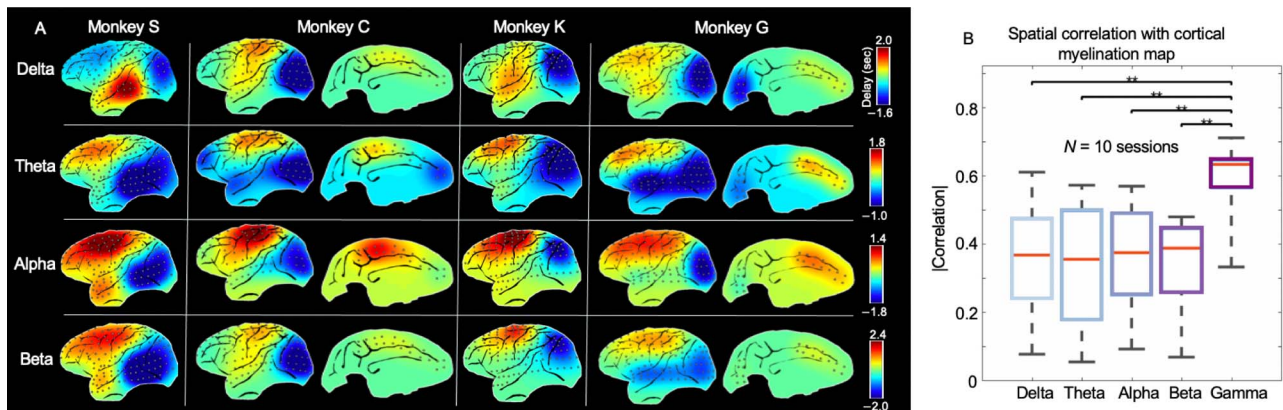 A
Monkey S
Monkey C
Monkey K
Monkey G
Delta
2.0
Delay (sec)
−1.6
Theta
1.8
−1.0
Alpha
1.4
−1.8
Beta
2.4
−2.0
B
Spatial correlation with cortical
myelination map
|Correlation|
0.8
0.6
0.4
0.2
0
**
**
**
**
N = 10 sessions
Delta Theta Alpha Beta Gamma